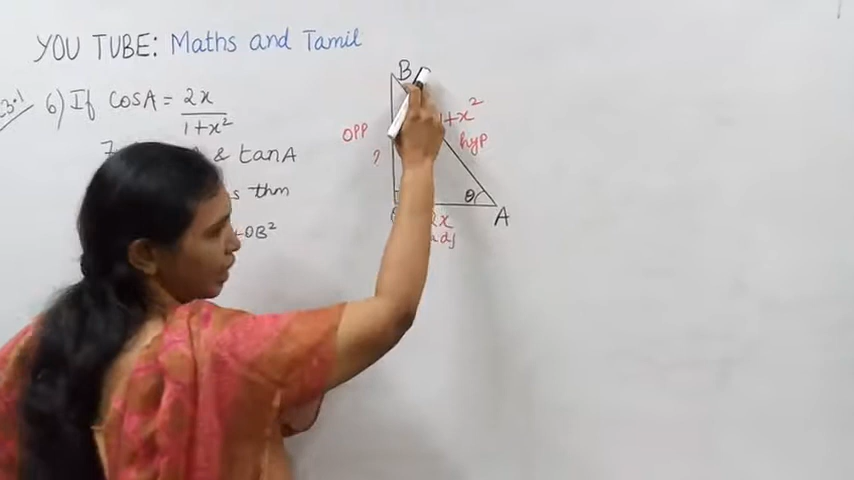 YOU TUBE: Maths and Tamil
6) If cosA = 2x
1+x²
& tanA
thm
+OB²
B
opp
?
1+x²
hyp
θ
2x
adj
A